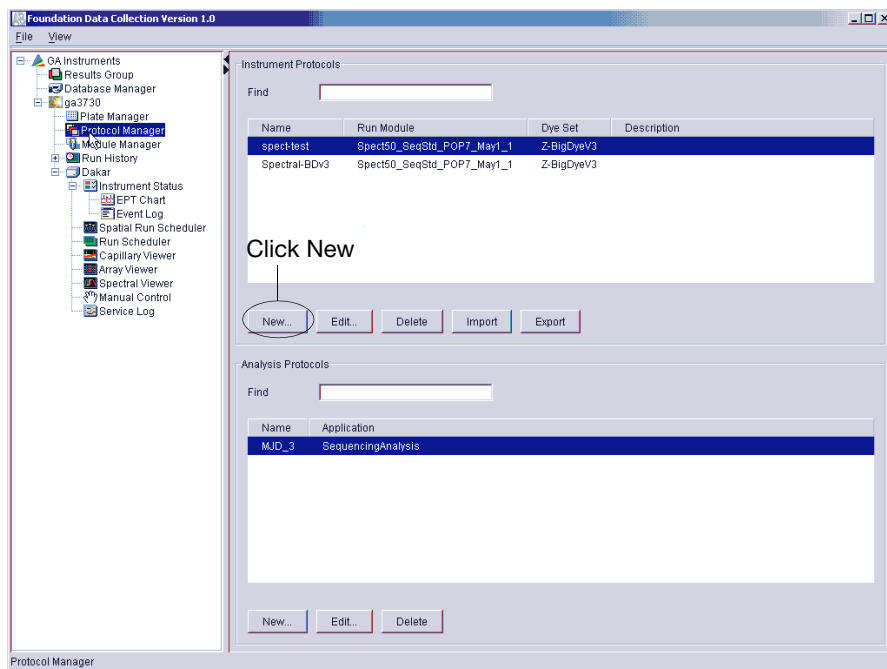 Foundation Data Collection Version 1.0
File View
GA Instruments
Results Group
Database Manager
ga3730
Plate Manager
Protocol Manager
Module Manager
Run History
Dakar
Instrument Status
EPT Chart
Event Log
Spatial Run Scheduler
Run Scheduler
Capillary Viewer
Array Viewer
Spectral Viewer
Manual Control
Service Log
Instrument Protocols
Find
Name Run Module Dye Set Description
spect-test Spect50_SeqStd_POP7_May1_1 Z-BigDyeV3
Spectral-BDv3 Spect50_SeqStd_POP7_May1_1 Z-BigDyeV3
Click New
New... Edit... Delete Import Export
Analysis Protocols
Find
Name Application
MJD_3 SequencingAnalysis
New... Edit... Delete
Protocol Manager